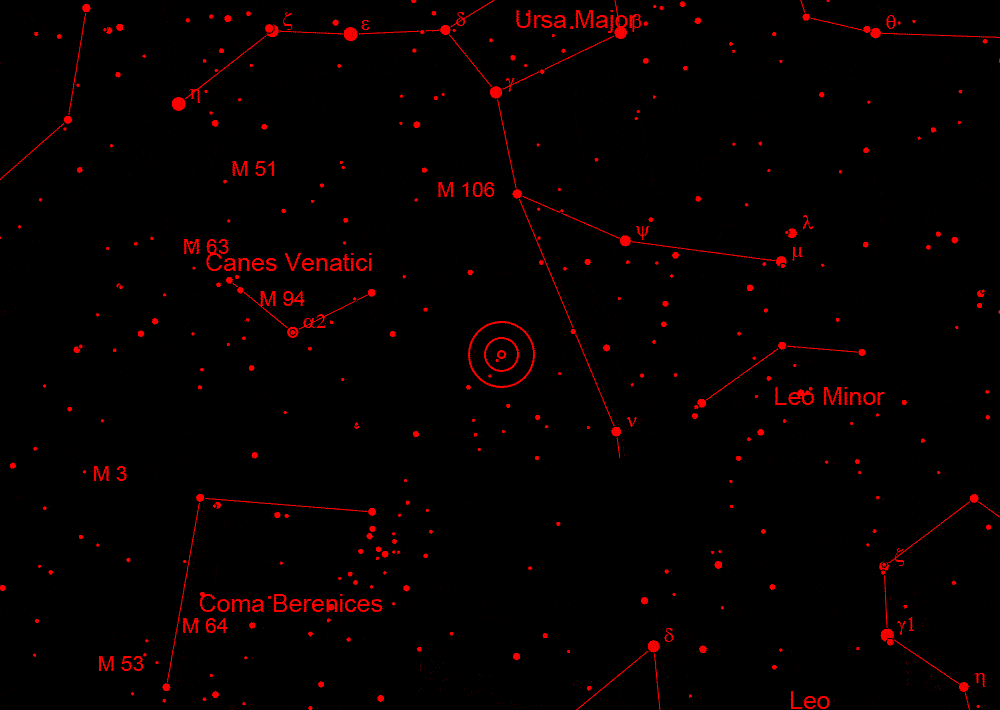 Ursa Major
β
θ
ζ
ε
δ
γ
η
M 51
M 106
λ
ψ
μ
M 63
Canes Venatici
M 94
α2
Leo Minor
ν
M 3
ζ
Coma Berenices
M 64
γ1
δ
M 53
η
Leo